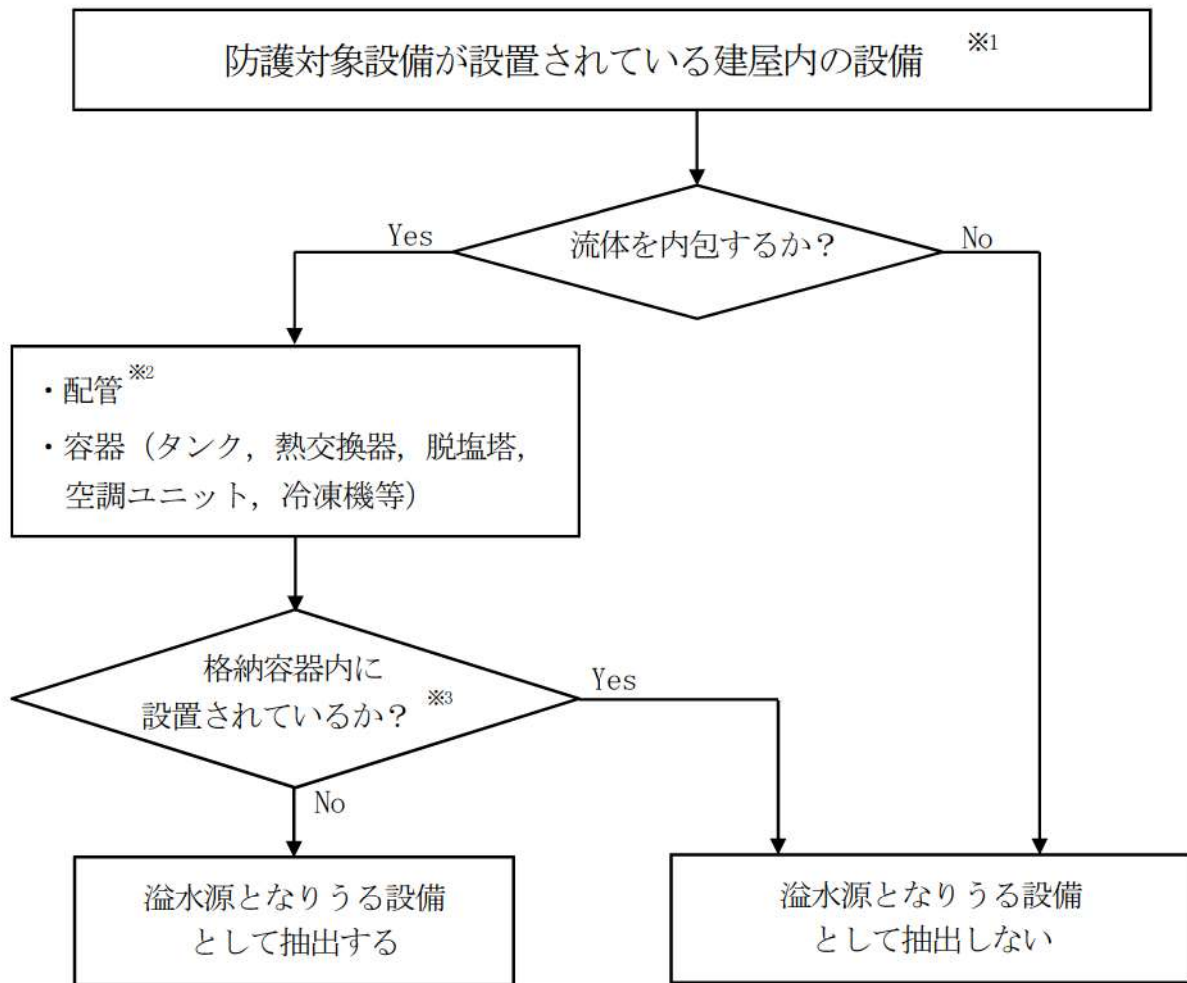 防護対象設備が設置されている建屋内の設備 ※1
流体を内包するか？
Yes
No
・配管※2
・容器（タンク，熱交換器，脱塩塔，
空調ユニット，冷凍機等）
格納容器内に
設置されているか？ ※3
Yes
No
溢水源となりうる設備
として抽出する
溢水源となりうる設備
として抽出しない